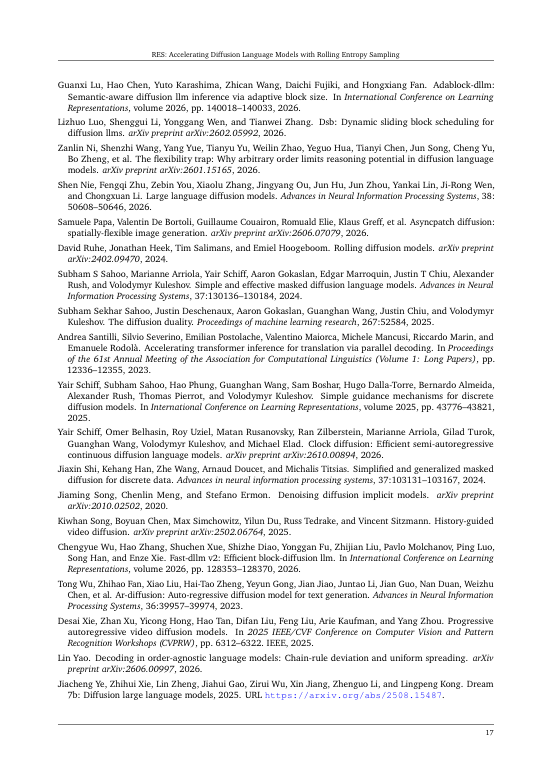 RES: Accelerating Diffusion Language Models with Rolling Entropy Sampling
Guanxi Lu, Hao Chen, Yuto Karashima, Zhican Wang, Daichi Fujiki, and Hongxiang Fan. Adablock-dllm:
Semantic-aware diffusion llm inference via adaptive block size. In International Conference on Learning
Representations, volume 2026, pp. 140018–140033, 2026.
Lizhuo Luo, Shenggui Li, Yonggang Wen, and Tianwei Zhang. Dsb: Dynamic sliding block scheduling for
diffusion llms. arXiv preprint arXiv:2602.05992, 2026.
Zanlin Ni, Shenzhi Wang, Yang Yue, Tianyu Yu, Weilin Zhao, Yeguo Hua, Tianyi Chen, Jun Song, Cheng Yu,
Bo Zheng, et al. The flexibility trap: Why arbitrary order limits reasoning potential in diffusion language
models. arXiv preprint arXiv:2601.15165, 2026.
Shen Nie, Fengqi Zhu, Zebin You, Xiaolu Zhang, Jingyang Ou, Jun Hu, Jun Zhou, Yankai Lin, Ji-Rong Wen,
and Chongxuan Li. Large language diffusion models. Advances in Neural Information Processing Systems, 38:
50608–50646, 2026.
Samuele Papa, Valentin De Bortoli, Guillaume Couairon, Romuald Elie, Klaus Greff, et al. Asyncpatch diffusion:
spatially-flexible image generation. arXiv preprint arXiv:2606.07079, 2026.
David Ruhe, Jonathan Heek, Tim Salimans, and Emiel Hoogeboom. Rolling diffusion models. arXiv preprint
arXiv:2402.09470, 2024.
Subham S Sahoo, Marianne Arriola, Yair Schiff, Aaron Gokaslan, Edgar Marroquin, Justin T Chiu, Alexander
Rush, and Volodymyr Kuleshov. Simple and effective masked diffusion language models. Advances in Neural
Information Processing Systems, 37:130136–130184, 2024.
Subham Sekhar Sahoo, Justin Deschenaux, Aaron Gokaslan, Guanghan Wang, Justin Chiu, and Volodymyr
Kuleshov. The diffusion duality. Proceedings of machine learning research, 267:52584, 2025.
Andrea Santilli, Silvio Severino, Emilian Postolache, Valentino Maiorca, Michele Mancusi, Riccardo Marin, and
Emanuele Rodolà. Accelerating transformer inference for translation via parallel decoding. In Proceedings
of the 61st Annual Meeting of the Association for Computational Linguistics (Volume 1: Long Papers), pp.
12336–12355, 2023.
Yair Schiff, Subham Sahoo, Hao Phung, Guanghan Wang, Sam Boshar, Hugo Dalla-Torre, Bernardo Almeida,
Alexander Rush, Thomas Pierrot, and Volodymyr Kuleshov. Simple guidance mechanisms for discrete
diffusion models. In International Conference on Learning Representations, volume 2025, pp. 43776–43821,
2025.
Yair Schiff, Omer Belhasin, Roy Uziel, Matan Rusanovsky, Ran Zilberstein, Marianne Arriola, Gilad Turok,
Guanghan Wang, Volodymyr Kuleshov, and Michael Elad. Clock diffusion: Efficient semi-autoregressive
continuous diffusion language models. arXiv preprint arXiv:2610.00894, 2026.
Jiaxin Shi, Kehang Han, Zhe Wang, Arnaud Doucet, and Michalis Titsias. Simplified and generalized masked
diffusion for discrete data. Advances in neural information processing systems, 37:103131–103167, 2024.
Jiaming Song, Chenlin Meng, and Stefano Ermon. Denoising diffusion implicit models. arXiv preprint
arXiv:2010.02502, 2020.
Kiwhan Song, Boyuan Chen, Max Simchowitz, Yilun Du, Russ Tedrake, and Vincent Sitzmann. History-guided
video diffusion. arXiv preprint arXiv:2502.06764, 2025.
Chengyue Wu, Hao Zhang, Shuchen Xue, Shizhe Diao, Yonggan Fu, Zhijian Liu, Pavlo Molchanov, Ping Luo,
Song Han, and Enze Xie. Fast-dllm v2: Efficient block-diffusion llm. In International Conference on Learning
Representations, volume 2026, pp. 128353–128370, 2026.
Tong Wu, Zhihao Fan, Xiao Liu, Hai-Tao Zheng, Yeyun Gong, Jian Jiao, Juntao Li, Jian Guo, Nan Duan, Weizhu
Chen, et al. Ar-diffusion: Auto-regressive diffusion model for text generation. Advances in Neural Information
Processing Systems, 36:39957–39974, 2023.
Desai Xie, Zhan Xu, Yicong Hong, Hao Tan, Difan Liu, Feng Liu, Arie Kaufman, and Yang Zhou. Progressive
autoregressive video diffusion models. In 2025 IEEE/CVF Conference on Computer Vision and Pattern
Recognition Workshops (CVPRW), pp. 6312–6322. IEEE, 2025.
Lin Yao. Decoding in order-agnostic language models: Chain-rule deviation and uniform spreading. arXiv
preprint arXiv:2606.00997, 2026.
Jiacheng Ye, Zhihui Xie, Lin Zheng, Jiahui Gao, Zirui Wu, Xin Jiang, Zhenguo Li, and Lingpeng Kong. Dream
7b: Diffusion large language models, 2025. URL https://arxiv.org/abs/2508.15487.
17